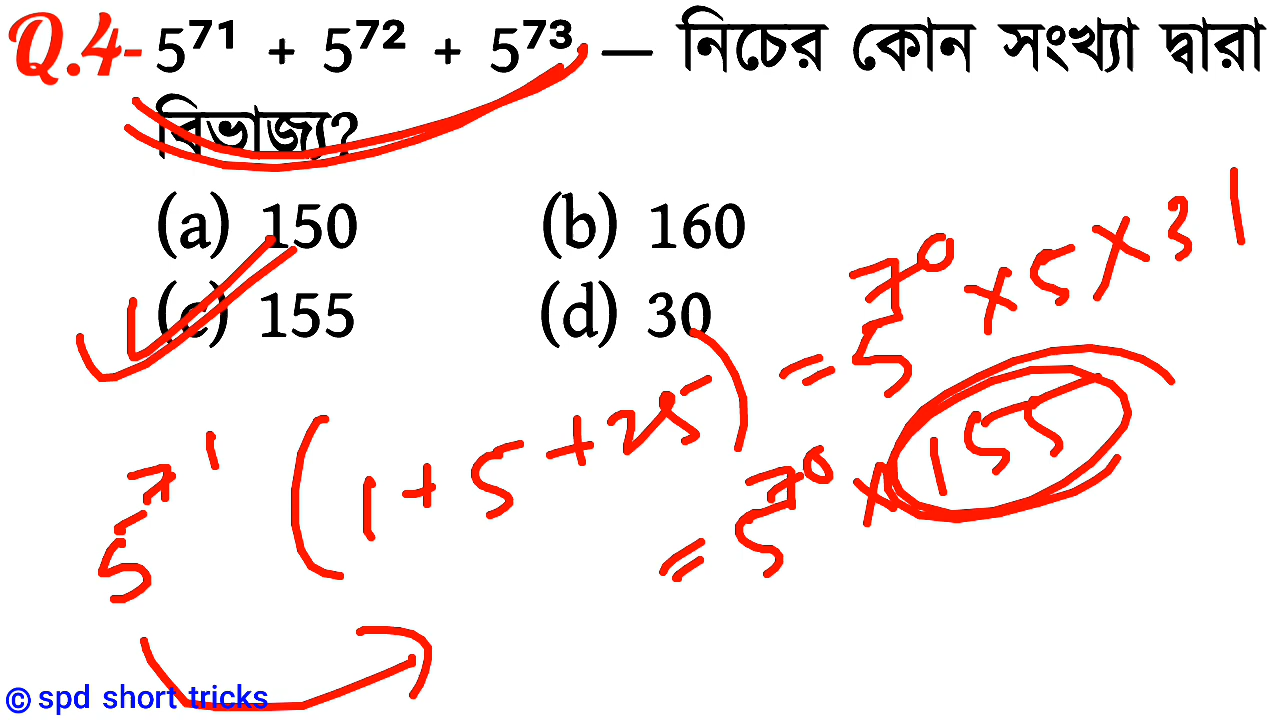 Q.4- 5⁷¹ + 5⁷² + 5⁷³ — নিচের কোন সংখ্যা দ্বারা
বিভাজ্য?
(a) 150 (b) 160
(c) 155 (d) 30
5⁷¹ (1+5+25) = 5⁷⁰×5×31
= 5⁷⁰×155
© spd short tricks